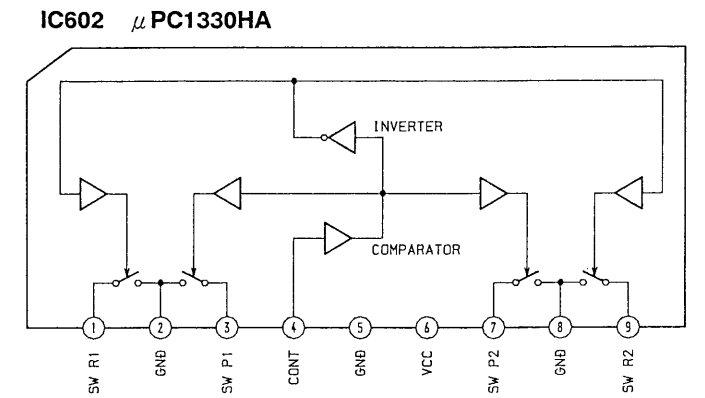 IC602 μPC1330HA
INVERTER
COMPARATOR
1 2 3 4 5 6 7 8 9
SW R1
GND
SW P1
CONT
GND
VCC
SW P2
GND
SW R2